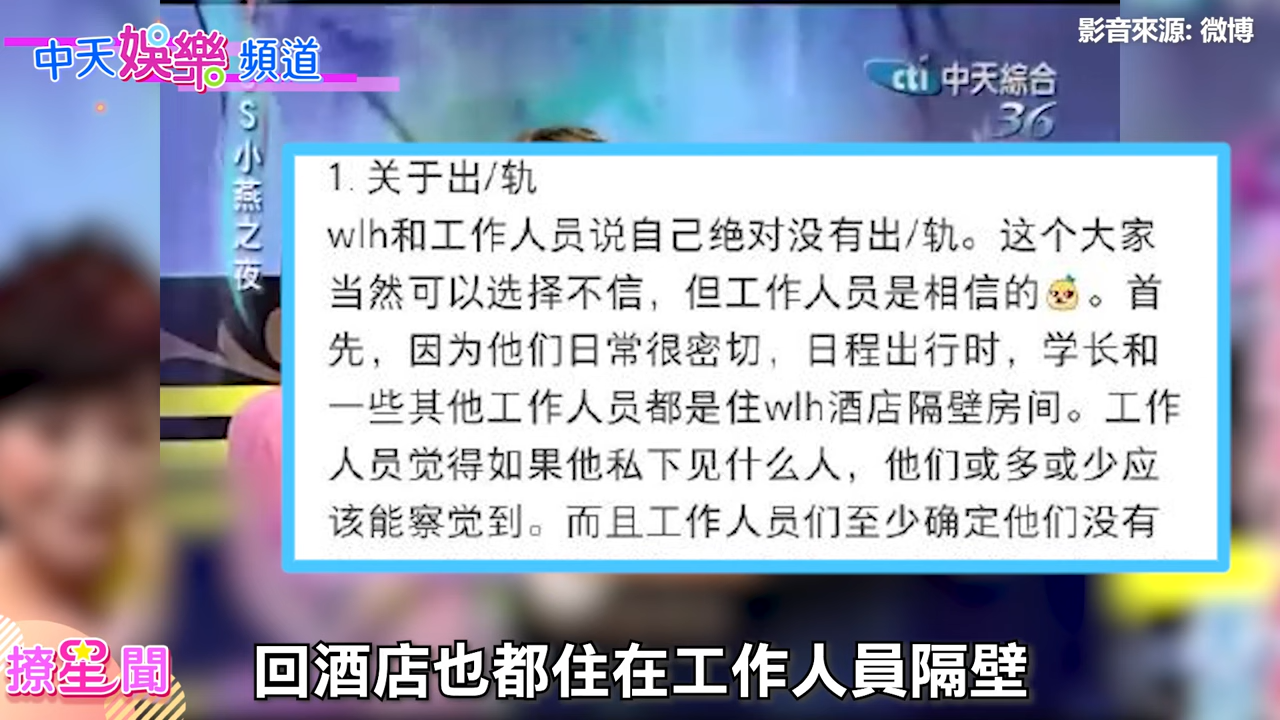 中天娛樂頻道
影音來源: 微博
cti 中天綜合
36
S小燕之夜
1. 关于出/轨
wlh和工作人员说自己绝对没有出/轨。这个大家
当然可以选择不信，但工作人员是相信的。首
先，因为他们日常很密切，日程出行时，学长和
一些其他工作人员都是住wlh酒店隔壁房间。工作
人员觉得如果他私下见什么人，他们或多或少应
该能察觉到。而且工作人员们至少确定他们没有
撩星聞
回酒店也都住在工作人員隔壁